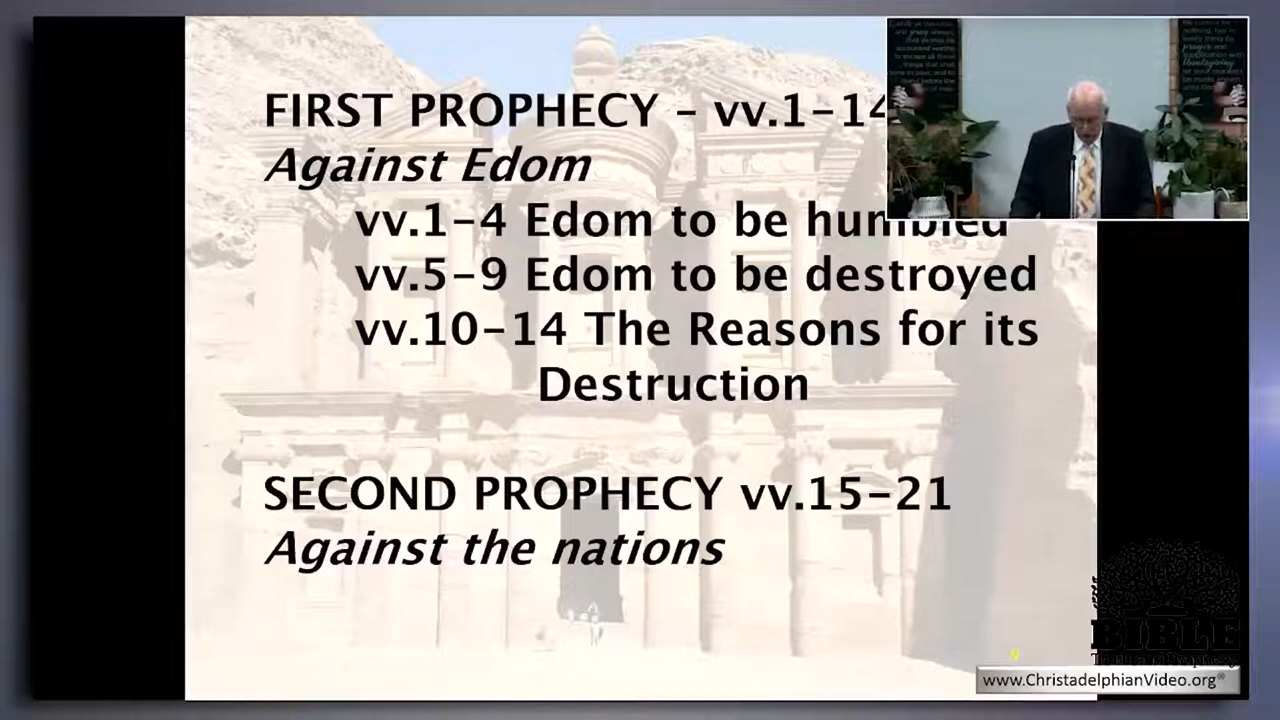 FIRST PROPHECY – vv.1–14
Against Edom
vv.1–4 Edom to be humbled
vv.5–9 Edom to be destroyed
vv.10–14 The Reasons for its
Destruction
SECOND PROPHECY vv.15–21
Against the nations
9
BIBLE
www.ChristadelphianVideo.org®